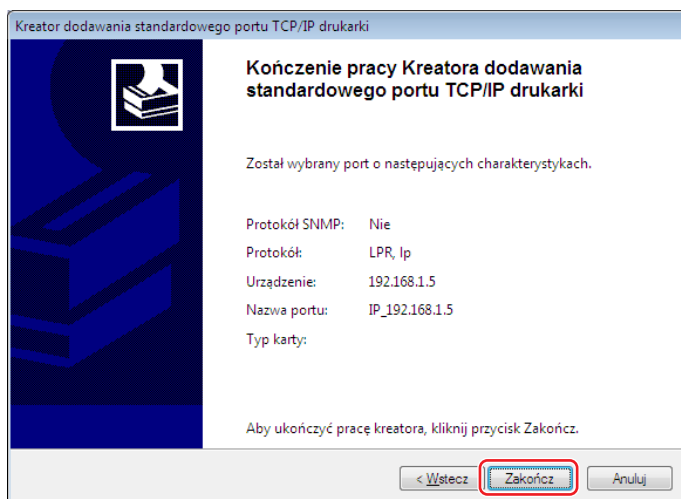 Kreator dodawania standardowego portu TCP/IP drukarki
Kończenie pracy Kreatora dodawania
standardowego portu TCP/IP drukarki
Został wybrany port o następujących charakterystykach.
Protokół SNMP: Nie
Protokół: LPR, lp
Urządzenie: 192.168.1.5
Nazwa portu: IP_192.168.1.5
Typ karty:
Aby ukończyć pracę kreatora, kliknij przycisk Zakończ.
< Wstecz Zakończ Anuluj